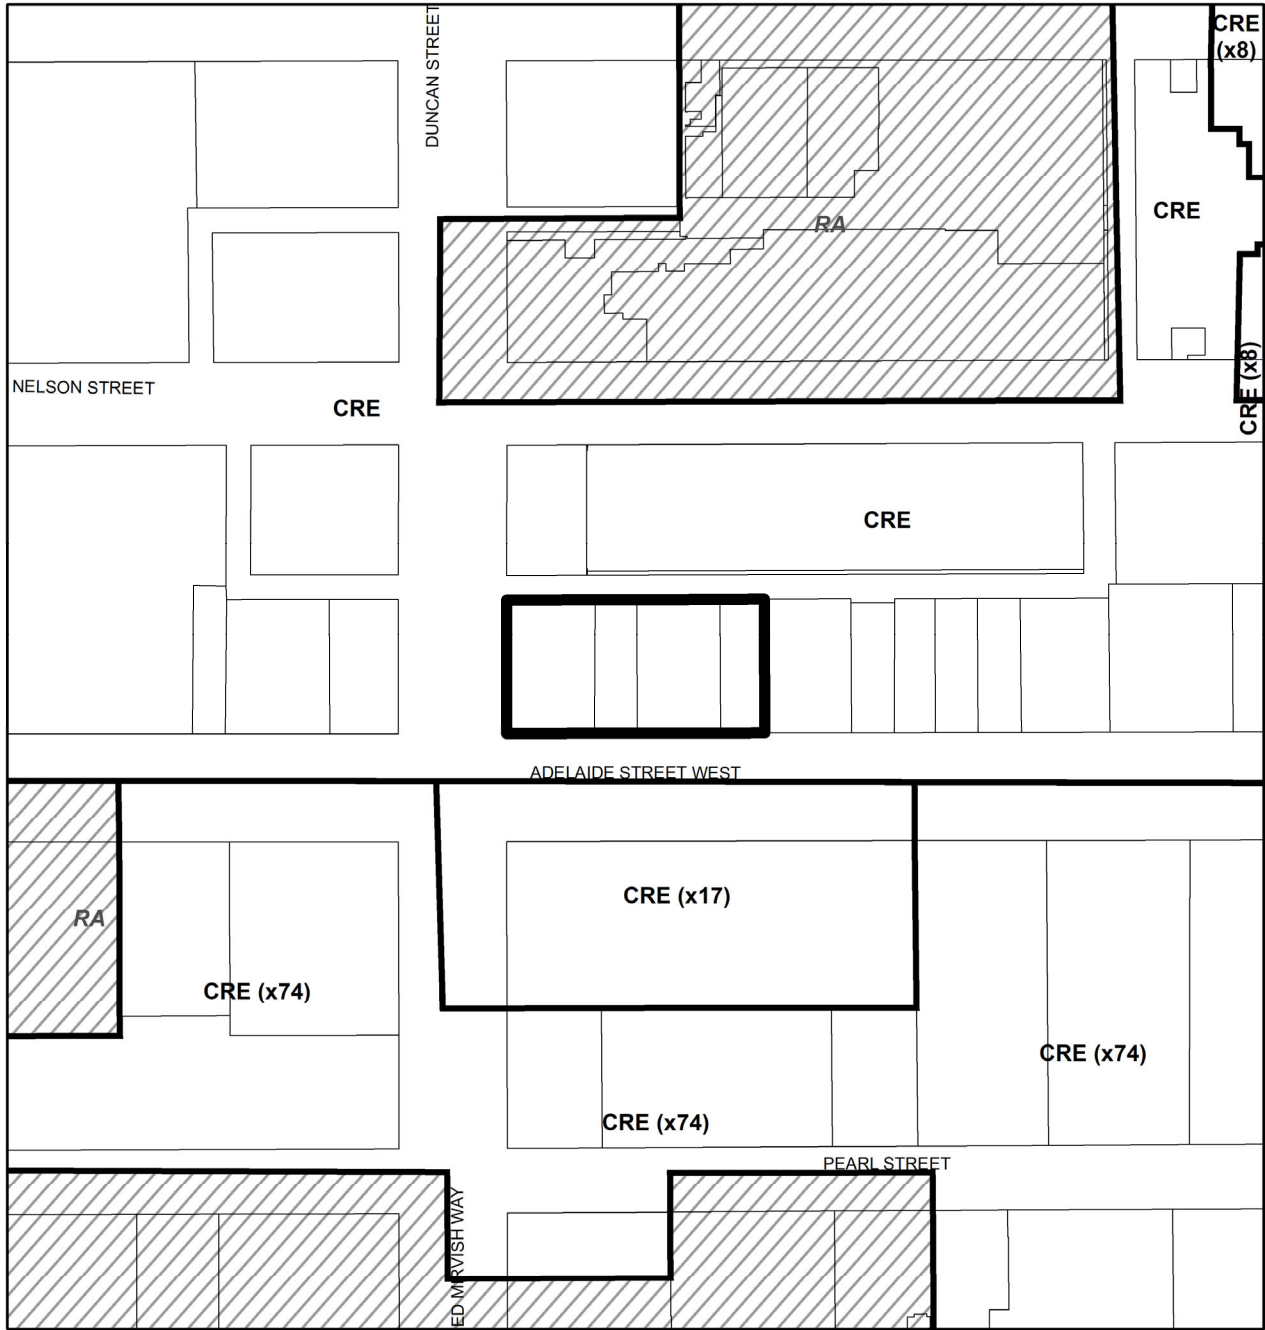 DUNCAN STREET
CRE
(x8)
CRE
RA
NELSON STREET
CRE
CRE (x8)
CRE
ADELAIDE STREET WEST
CRE (x17)
RA
CRE (x74)
CRE (x74)
CRE (x74)
PEARL STREET
ED MIRVISH WAY